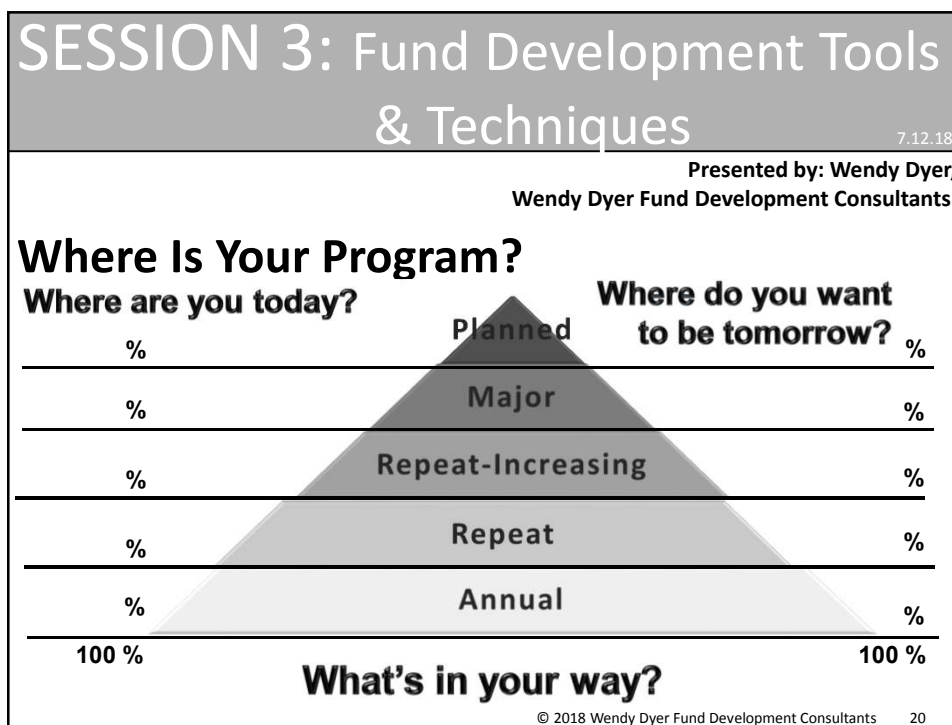 SESSION 3: Fund Development Tools
& Techniques
7.12.18
Presented by: Wendy Dyer,
Wendy Dyer Fund Development Consultants
Where Is Your Program?
Where are you today?
Where do you want
to be tomorrow?
Planned
% %
Major
% %
Repeat-Increasing
% %
Repeat
% %
Annual
% %
100 % 100 %
What's in your way?
© 2018 Wendy Dyer Fund Development Consultants 20